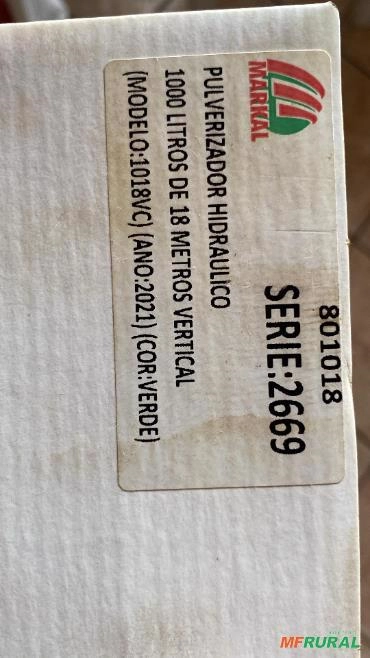 MARKAL
801018
SERIE:2669
PULVERIZADOR HIDRAULICO
1000 LITROS DE 18 METROS VERTICAL
(MODELO:1018VC) (ANO:2021) (COR:VERDE)
MFRURAL